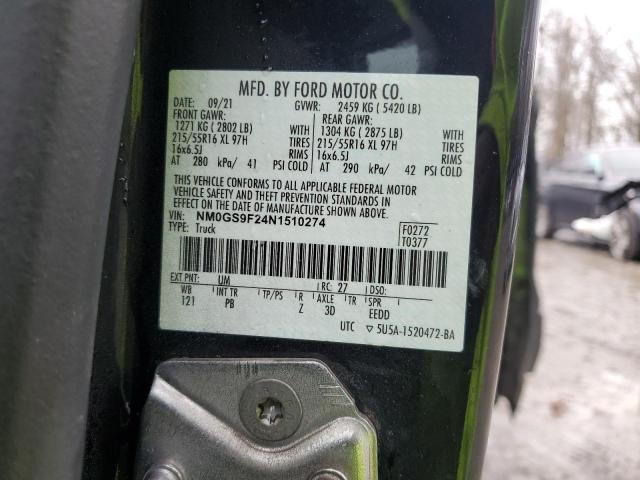 MFD. BY FORD MOTOR CO.
DATE: 09/21 GVWR: 2459 KG ( 5420 LB)
FRONT GAWR: REAR GAWR:
1271 KG ( 2802 LB) WITH 1304 KG ( 2875 LB) WITH
215/55R16 XL 97H TIRES 215/55R16 XL 97H TIRES
16x6.5J RIMS 16x6.5J RIMS
AT 280 kPa/ 41 PSI COLD AT 290 kPa/ 42 PSI COLD
THIS VEHICLE CONFORMS TO ALL APPLICABLE FEDERAL MOTOR
VEHICLE SAFETY AND THEFT PREVENTION STANDARDS IN
EFFECT ON THE DATE OF MANUFACTURE SHOWN ABOVE.
VIN: NM0GS9F24N1510274 F0272
TYPE: Truck T0377
EXT PNT: UM RC: 27 DSO:
WB INT TR TP/PS R AXLE TR SPR
121 PB Z 3D EEDD
UTC 5U5A-1520472-BA